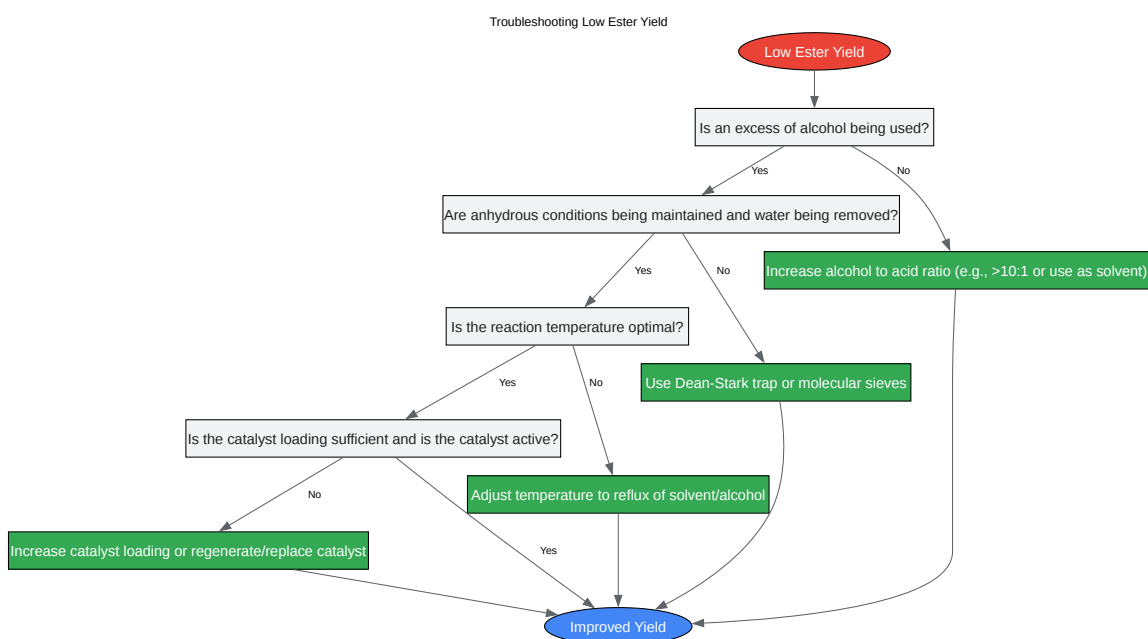 Troubleshooting Low Ester Yield
Low Ester Yield
Is an excess of alcohol being used?
Yes
No
Are anhydrous conditions being maintained and water being removed?
Yes
No
Increase alcohol to acid ratio (e.g., >10:1 or use as solvent)
Is the reaction temperature optimal?
Yes
No
Use Dean-Stark trap or molecular sieves
Is the catalyst loading sufficient and is the catalyst active?
No
Yes
Adjust temperature to reflux of solvent/alcohol
Increase catalyst loading or regenerate/replace catalyst
Improved Yield